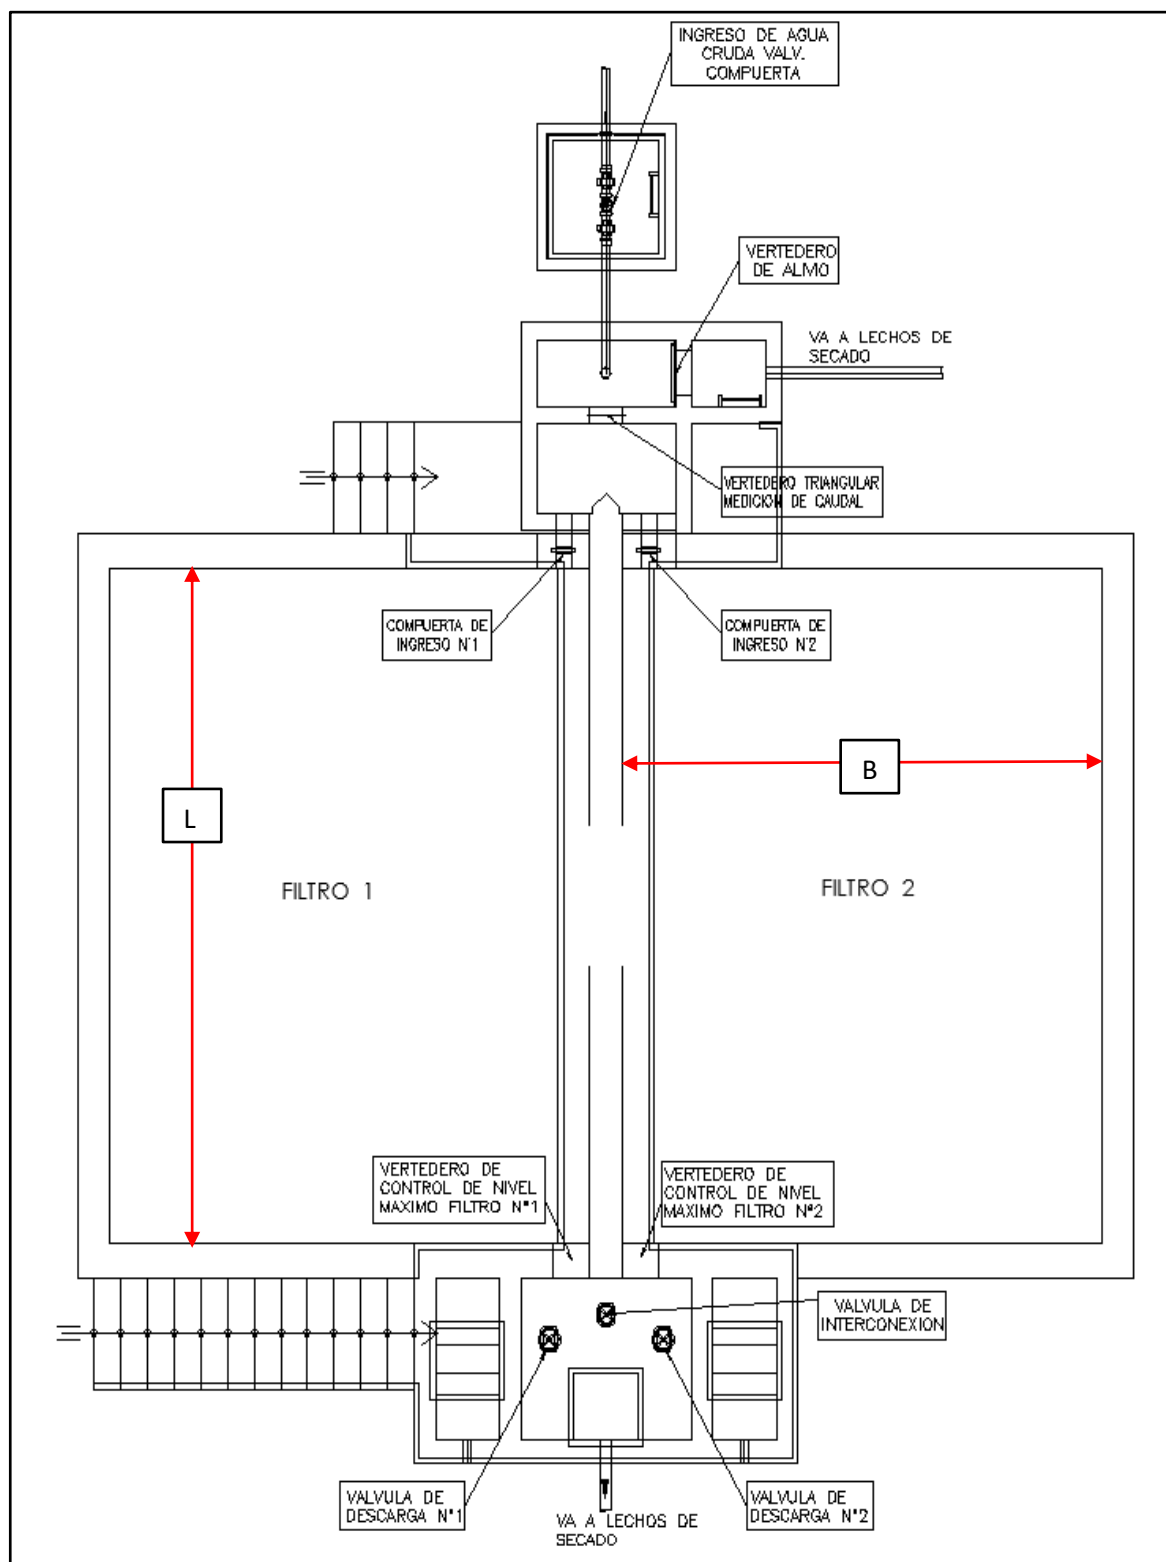 INGRESO DE AGUA
CRUDA VALV.
COMPUERTA
VERTEDERO
DE ALMO
VA A LECHOS DE
SECADO
VERTEDERO TRIANGULAR
MEDICION DE CAUDAL
COMPUERTA DE
INGRESO N'1
COMPUERTA DE
INGRESO N'2
B
L
FILTRO 1
FILTRO 2
VERTEDERO DE
CONTROL DE NIVEL
MAXIMO FILTRO N°1
VERTEDERO DE
CONTROL DE NIVEL
MAXIMO FILTRO N°2
VALVULA DE
INTERCONEXION
VALVULA DE
DESCARGA N°1
VA A LECHOS DE
SECADO
VALVULA DE
DESCARGA N°2